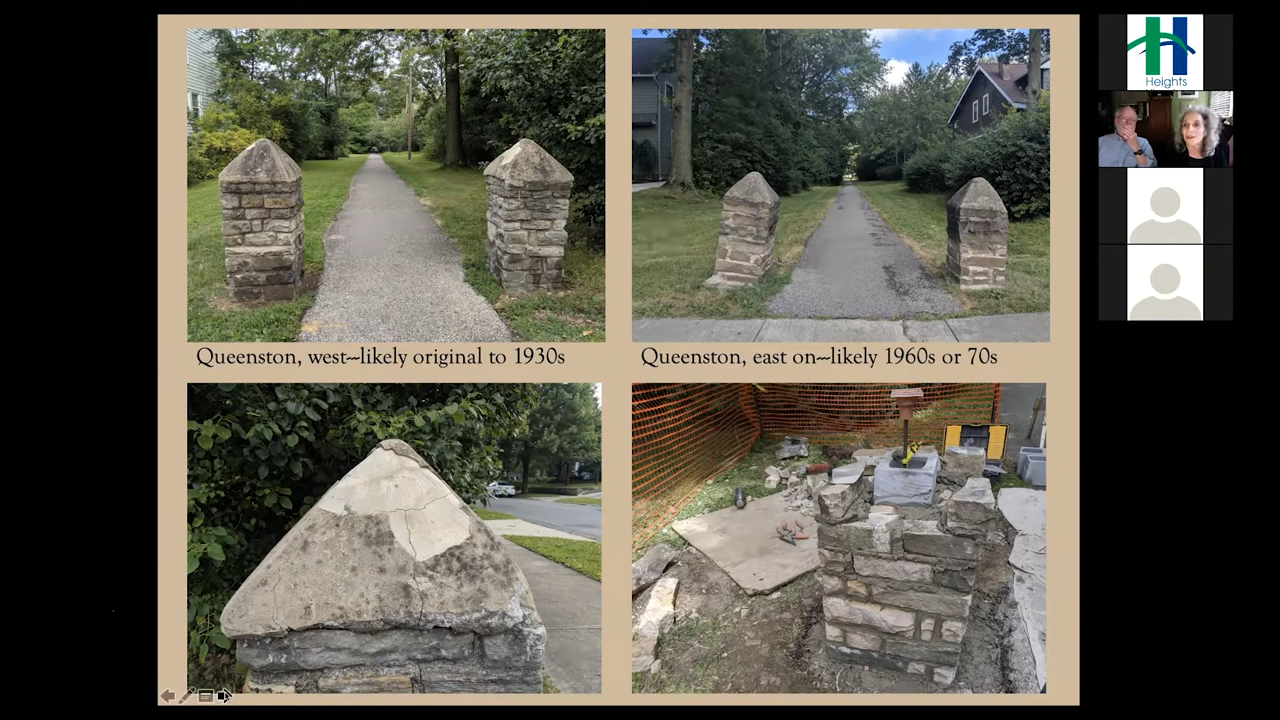 Queenston, west--likely original to 1930s
Queenston, east on--likely 1960s or 70s
H
Heights